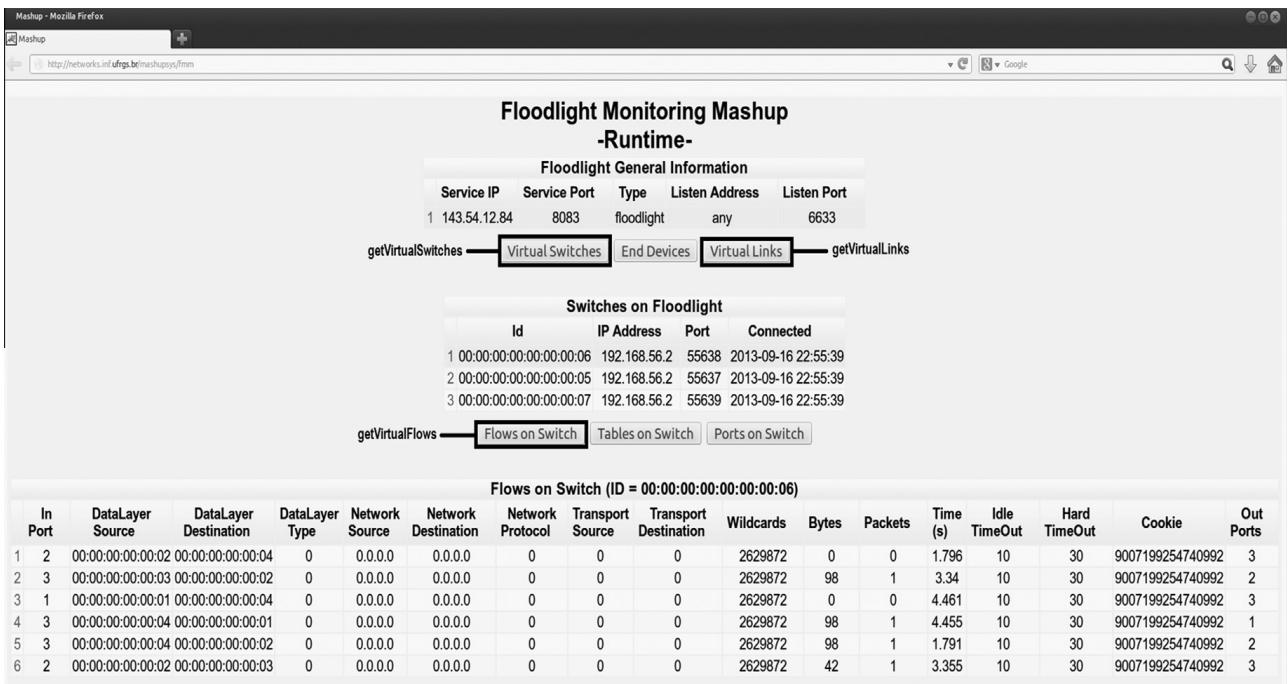 Mashup - Mozilla Firefox
Mashup
http://networks.inf.ufrgs.br/mashupsys/fmm
Google
Floodlight Monitoring Mashup
-Runtime-
Floodlight General Information
Service IP Service Port Type Listen Address Listen Port
1 143.54.12.84 8083 floodlight any 6633
getVirtualSwitches Virtual Switches End Devices Virtual Links getVirtualLinks
Switches on Floodlight
Id IP Address Port Connected
1 00:00:00:00:00:00:00:06 192.168.56.2 55638 2013-09-16 22:55:39
2 00:00:00:00:00:00:00:05 192.168.56.2 55637 2013-09-16 22:55:39
3 00:00:00:00:00:00:00:07 192.168.56.2 55639 2013-09-16 22:55:39
getVirtualFlows Flows on Switch Tables on Switch Ports on Switch
Flows on Switch (ID = 00:00:00:00:00:00:00:06)
In Port DataLayer Source DataLayer Destination DataLayer Type Network Source Network Destination Network Protocol Transport Source Transport Destination Wildcards Bytes Packets Time (s) Idle TimeOut Hard TimeOut Cookie Out Ports
1 2 00:00:00:00:00:02 00:00:00:00:00:04 0 0.0.0.0 0.0.0.0 0 0 0 2629872 0 0 1.796 10 30 9007199254740992 3
2 3 00:00:00:00:00:03 00:00:00:00:00:02 0 0.0.0.0 0.0.0.0 0 0 0 2629872 98 1 3.34 10 30 9007199254740992 2
3 1 00:00:00:00:00:01 00:00:00:00:00:04 0 0.0.0.0 0.0.0.0 0 0 0 2629872 0 0 4.461 10 30 9007199254740992 3
4 3 00:00:00:00:00:04 00:00:00:00:00:01 0 0.0.0.0 0.0.0.0 0 0 0 2629872 98 1 4.455 10 30 9007199254740992 1
5 3 00:00:00:00:00:04 00:00:00:00:00:02 0 0.0.0.0 0.0.0.0 0 0 0 2629872 98 1 1.791 10 30 9007199254740992 2
6 2 00:00:00:00:00:02 00:00:00:00:00:03 0 0.0.0.0 0.0.0.0 0 0 0 2629872 42 1 3.355 10 30 9007199254740992 3